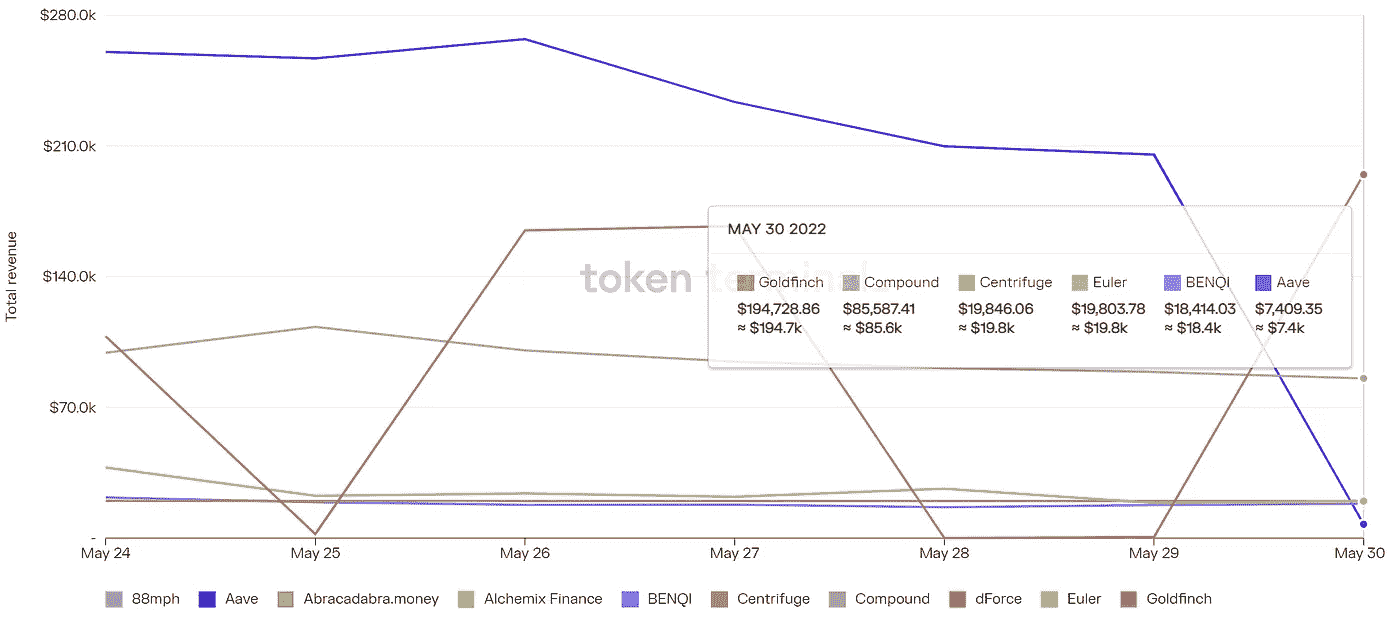 $280.0k
$210.0k
$140.0k
$70.0k
-
Total revenue
token terminal
MAY 30 2022
Goldfinch Compound Centrifuge Euler BENQI Aave
$194,728.86 $85,587.41 $19,846.06 $19,803.78 $18,414.03 $7,409.35
≈ $194.7k ≈ $85.6k ≈ $19.8k ≈ $19.8k ≈ $18.4k ≈ $7.4k
May 24 May 25 May 26 May 27 May 28 May 29 May 30
88mph Aave Abracadabra.money Alchemix Finance BENQI Centrifuge Compound dForce Euler Goldfinch